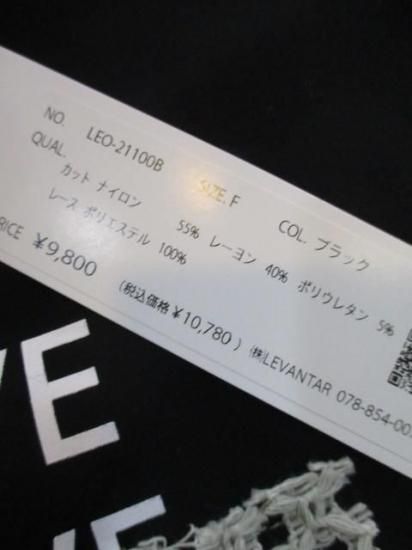 NO. LEO-21100B SIZE. F COL. ブラック
QUAL.
カット ナイロン 55% レーヨン 40% ポリウレタン 5%
レース ポリエステル 100%
RICE ¥9,800
(税込価格 ¥10,780 ) ㈱LEVANTAR 078-854-00
VE